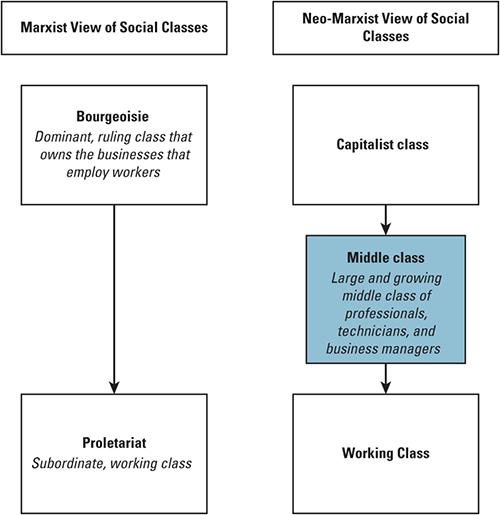 Marxist View of Social Classes
Neo-Marxist View of Social
Classes
Bourgeoisie
Dominant, ruling class that
owns the businesses that
employ workers
Capitalist class
Middle class
Large and growing
middle class of
professionals,
technicians, and
business managers
Proletariat
Subordinate, working class
Working Class